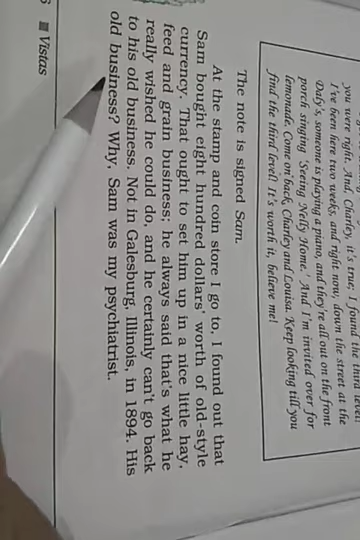 you were right. And, Charley, it's true; I found the third level!
I've been here two weeks, and right now, down the street at the
Daly's, someone is playing a piano, and they're all out on the front
porch singing 'Seeing Nelly Home.' And I'm invited over for
lemonade. Come on back, Charley and Louisa. Keep looking till you
find the third level! It's worth it, believe me!
The note is signed Sam.
At the stamp and coin store I go to, I found out that
Sam bought eight hundred dollars' worth of old-style
currency. That ought to set him up in a nice little hay,
feed and grain business; he always said that's what he
really wished he could do, and he certainly can't go back
to his old business. Not in Galesburg, Illinois, in 1894. His
old business? Why, Sam was my psychiatrist.
6 ■ Vistas